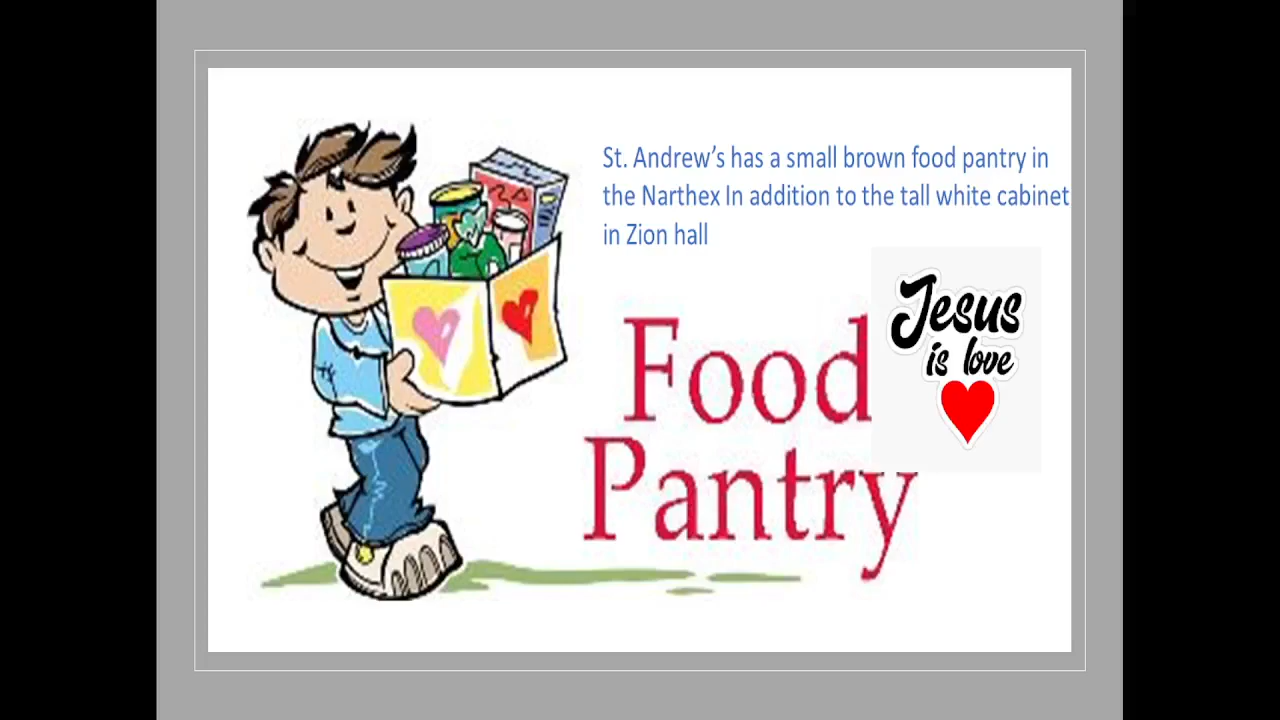 St. Andrew’s has a small brown food pantry in
the Narthex In addition to the tall white cabinet
in Zion hall
Jesus
is love
Food
Pantry